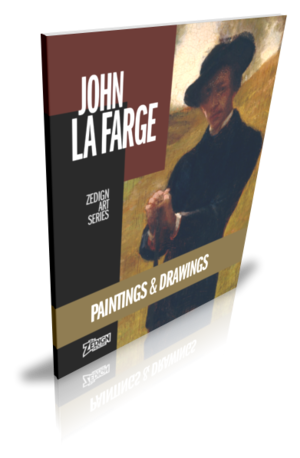 JOHN
LA FARGE
ZEDIGN
ART
SERIES
PAINTINGS & DRAWINGS
ZEDIGN